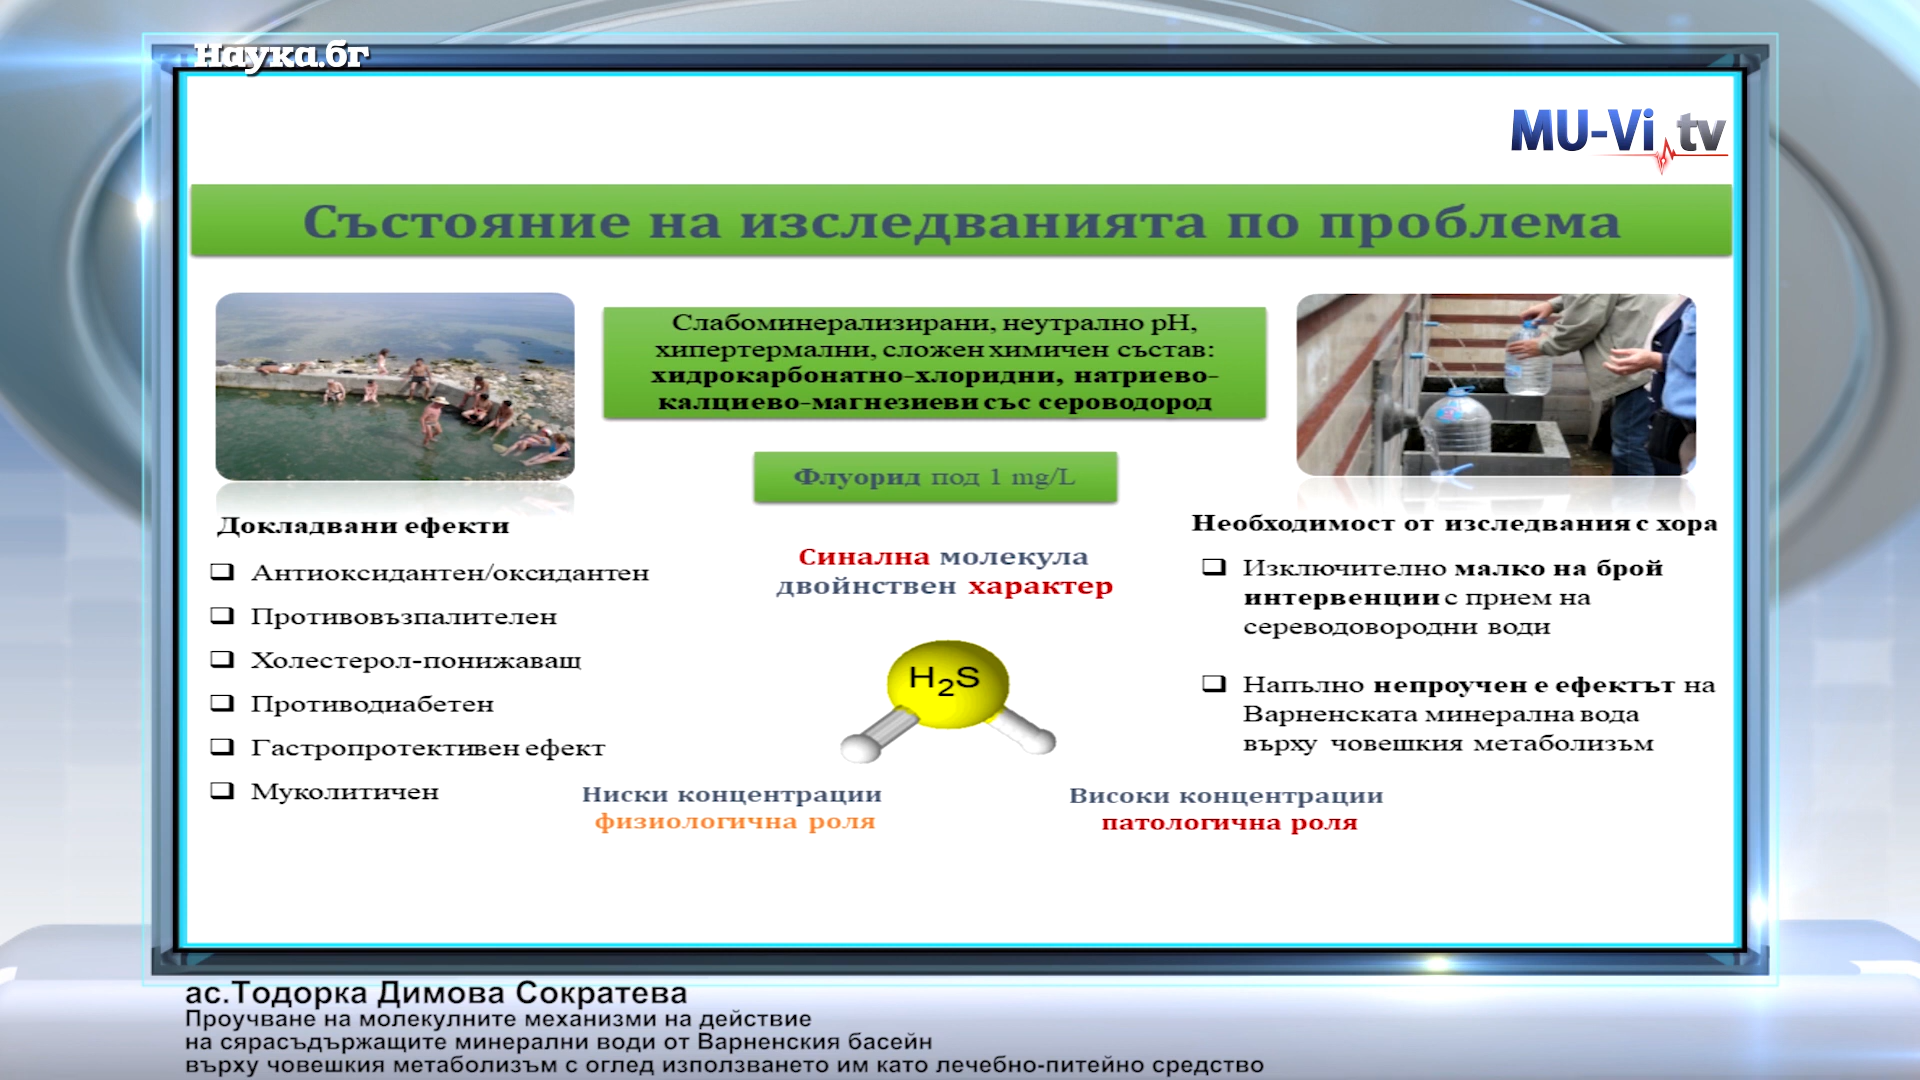 Наука.бг
MU-Vi.tv
Състояние на изследванията по проблема
Слабоминерализирани, неутрално pH,
хипертермални, сложен химичен състав:
хидрокарбонатно-хлоридни, натриево-
калциево-магнезиеви със сероводород
Флуорид под 1 mg/L
Докладвани ефекти
Антиоксидантен/оксидантен
Противовъзпалителен
Холестерол-понижаващ
Противодиабетен
Гастропротективен ефект
Муколитичен
Синална молекула
двойнствен характер
H2S
Ниски концентрации
физиологична роля
Високи концентрации
патологична роля
Необходимост от изследвания с хора
Изключително малко на брой
интервенции с прием на
сереводовородни води
Напълно непроучен е ефектът на
Варненската минерална вода
върху човешкия метаболизъм
ас.Тодорка Димова Сократева
Проучване на молекулните механизми на действие
на сярасъдържащите минерални води от Варненския басейн
върху човешкия метаболизъм с оглед използването им като лечебно-питейно средство